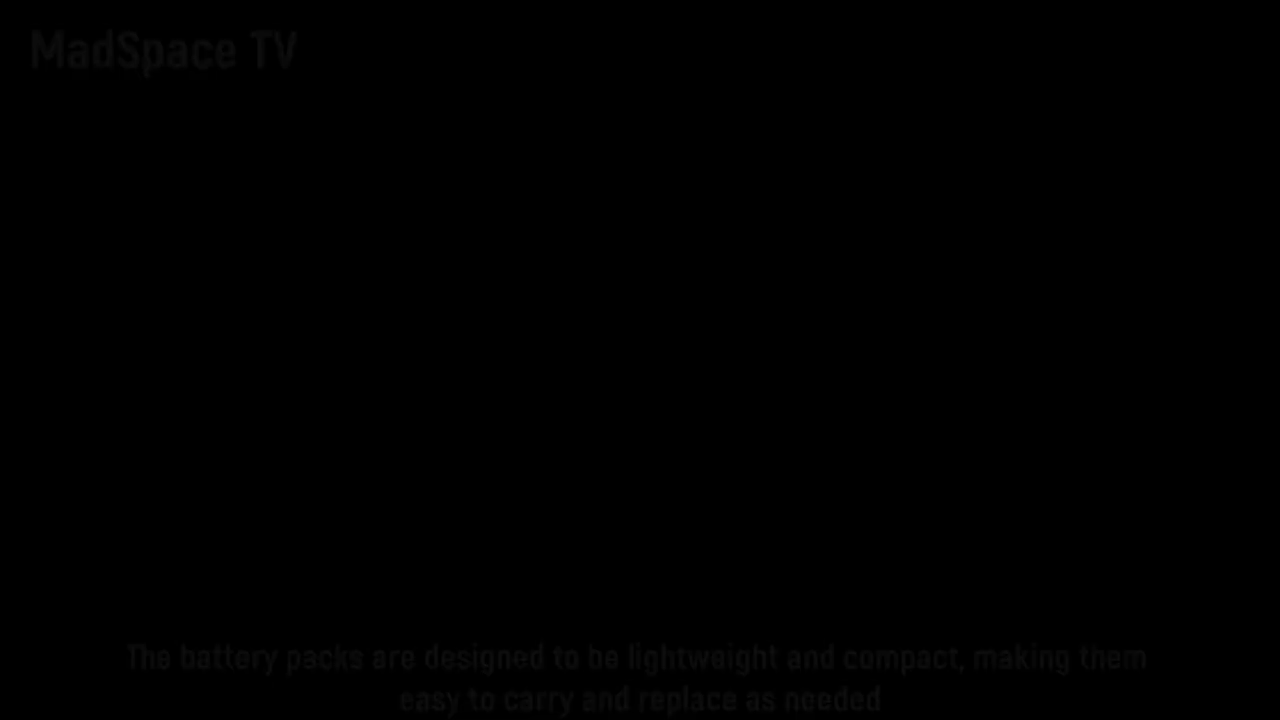 MadSpace TV
The battery packs are designed to be lightweight and compact, making them
easy to carry and replace as needed